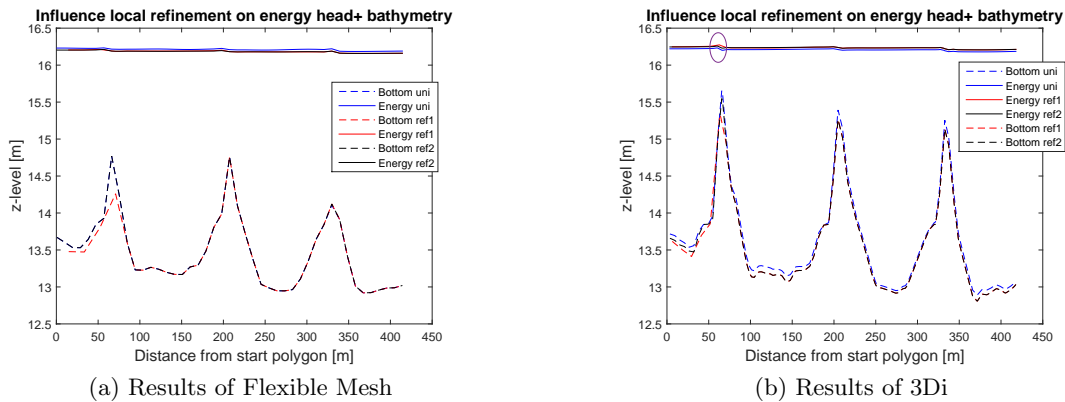 Influence local refinement on energy head+ bathymetry
16.5
16
15.5
15
14.5
14
13.5
13
12.5
z-level [m]
0 50 100 150 200 250 300 350 400 450
Distance from start polygon [m]
Bottom uni
Energy uni
Bottom ref1
Energy ref1
Bottom ref2
Energy ref2
(a) Results of Flexible Mesh
Influence local refinement on energy head+ bathymetry
16.5
16
15.5
15
14.5
14
13.5
13
12.5
z-level [m]
0 50 100 150 200 250 300 350 400 450
Distance from start polygon [m]
Bottom uni
Energy uni
Energy ref1
Energy ref2
Bottom ref1
Bottom ref2
(b) Results of 3Di